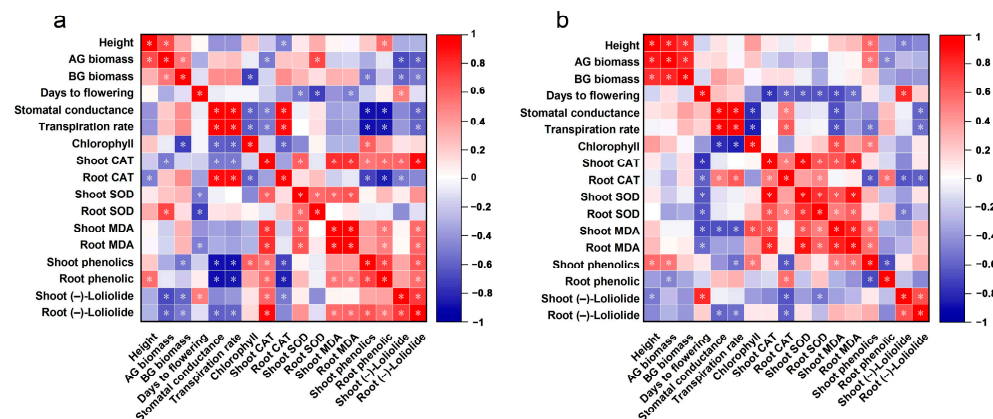 a
Height
AG biomass
BG biomass
Days to flowering
Stomatal conductance
Transpiration rate
Chlorophyll
Shoot CAT
Root CAT
Shoot SOD
Root SOD
Shoot MDA
Root MDA
Shoot phenolics
Root phenolic
Shoot (–)-Loliolide
Root (–)-Loliolide
Height
AG biomass
BG biomass
Days to flowering
Stomatal conductance
Transpiration rate
Chlorophyll
Shoot CAT
Root CAT
Shoot SOD
Root SOD
Shoot MDA
Root MDA
Shoot phenolics
Root phenolic
Shoot (–)-Loliolide
Root (–)-Loliolide
1
0.8
0.6
0.4
0.2
0
−0.2
−0.4
−0.6
−0.8
−1
b
Height
AG biomass
BG biomass
Days to flowering
Stomatal conductance
Transpiration rate
Chlorophyll
Shoot CAT
Root CAT
Shoot SOD
Root SOD
Shoot MDA
Root MDA
Shoot phenolics
Root phenolic
Shoot (–)-Loliolide
Root (–)-Loliolide
Height
AG biomass
BG biomass
Days to flowering
Stomatal conductance
Transpiration rate
Chlorophyll
Shoot CAT
Root CAT
Shoot SOD
Root SOD
Shoot MDA
Root MDA
Shoot phenolics
Root phenolic
Shoot (–)-Loliolide
Root (–)-Loliolide
1
0.8
0.6
0.4
0.2
0
−0.2
−0.4
−0.6
−0.8
−1